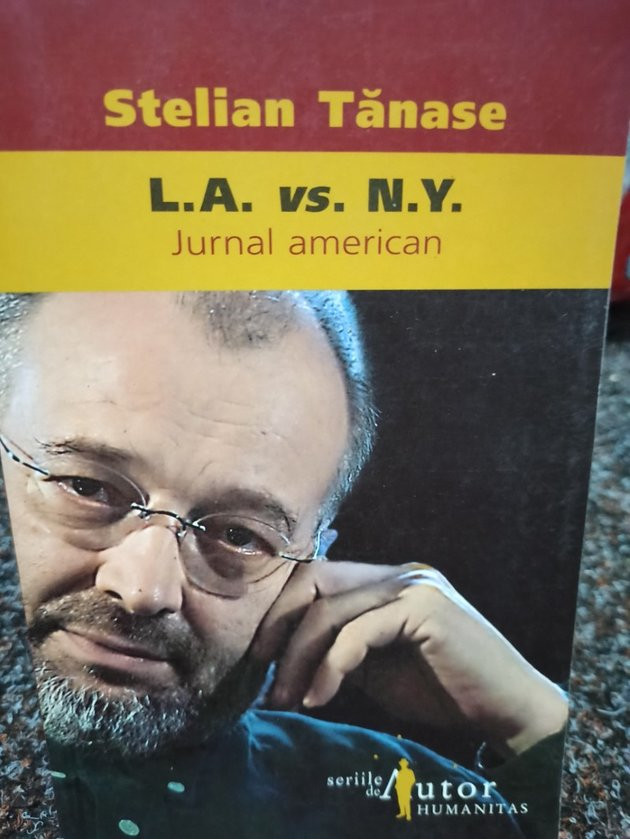 Stelian Tănase
L.A. vs. N.Y.
Jurnal american
seriile
de Autor
HUMANITAS